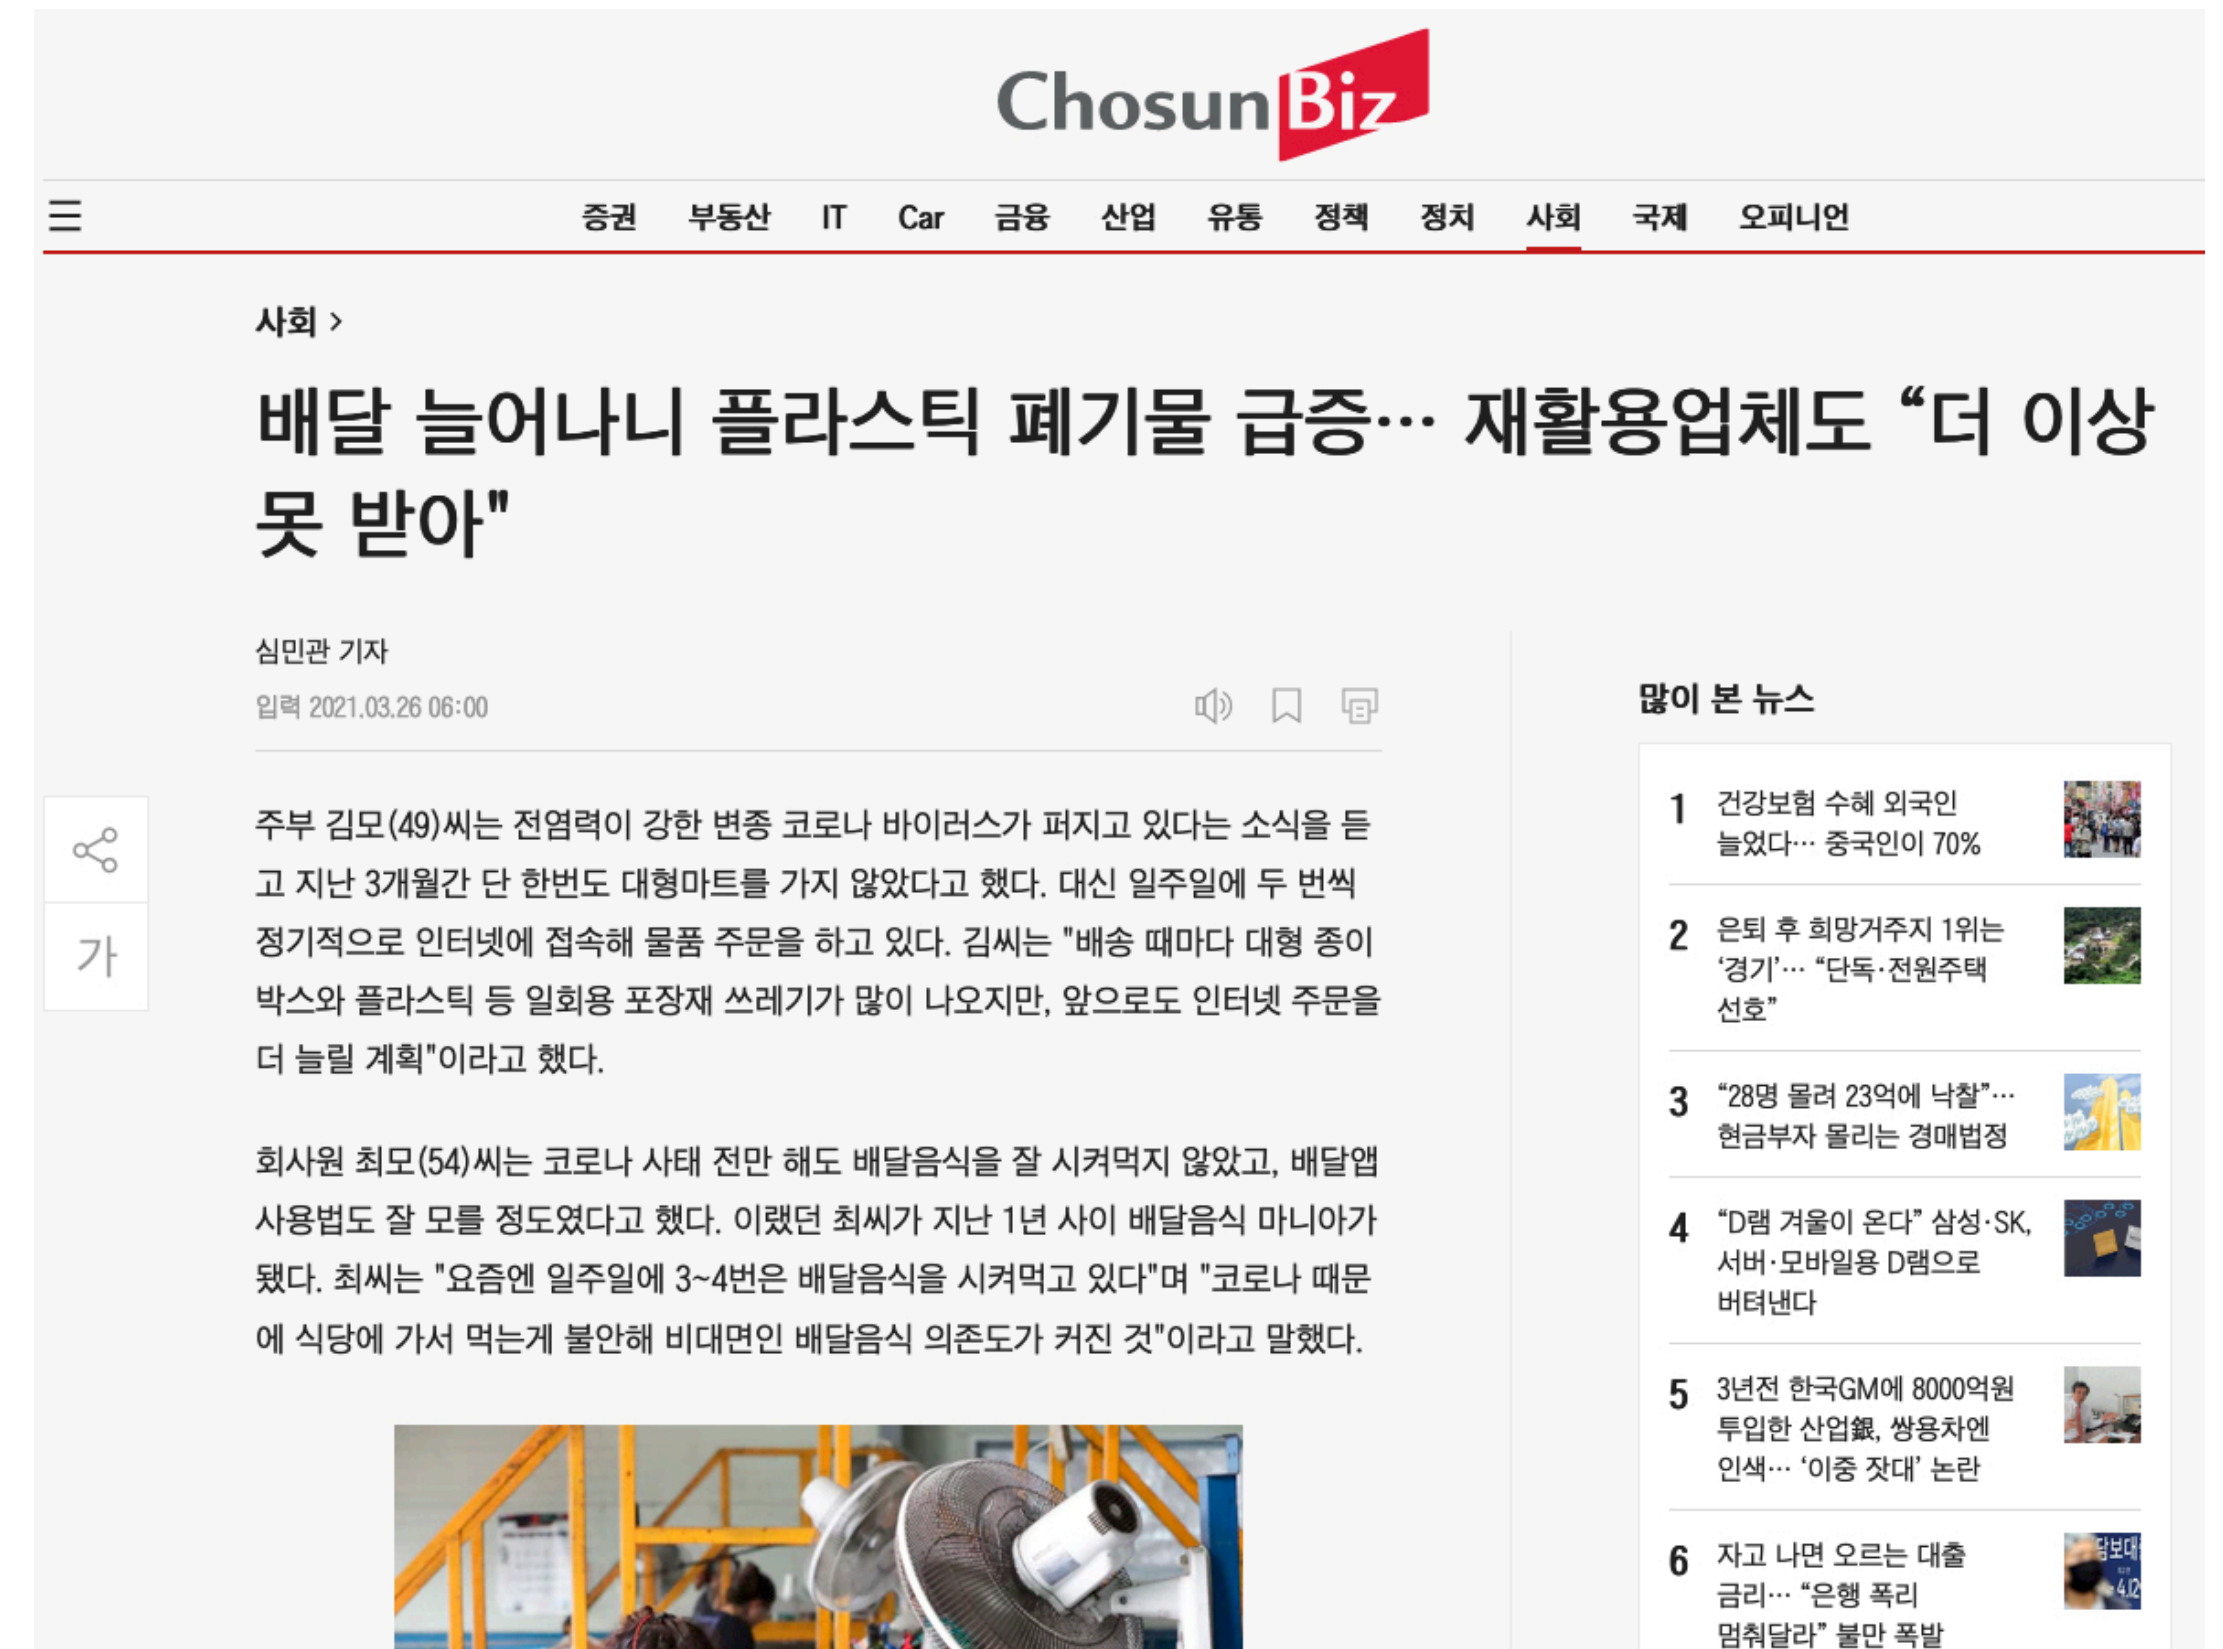 ChosunBiz
증권 부동산 IT Car 금융 산업 유통 정책 정치 사회 국제 오피니언
사회 >
배달 늘어나니 플라스틱 폐기물 급증… 재활용업체도 “더 이상
못 받아"
심민관 기자
입력 2021.03.26 06:00
가
주부 김모(49)씨는 전염력이 강한 변종 코로나 바이러스가 퍼지고 있다는 소식을 듣
고 지난 3개월간 단 한번도 대형마트를 가지 않았다고 했다. 대신 일주일에 두 번씩
정기적으로 인터넷에 접속해 물품 주문을 하고 있다. 김씨는 "배송 때마다 대형 종이
박스와 플라스틱 등 일회용 포장재 쓰레기가 많이 나오지만, 앞으로도 인터넷 주문을
더 늘릴 계획"이라고 했다.
회사원 최모(54)씨는 코로나 사태 전만 해도 배달음식을 잘 시켜먹지 않았고, 배달앱
사용법도 잘 모를 정도였다고 했다. 이랬던 최씨가 지난 1년 사이 배달음식 마니아가
됐다. 최씨는 "요즘엔 일주일에 3~4번은 배달음식을 시켜먹고 있다"며 "코로나 때문
에 식당에 가서 먹는게 불안해 비대면인 배달음식 의존도가 커진 것"이라고 말했다.
많이 본 뉴스
1 건강보험 수혜 외국인
늘었다… 중국인이 70%
2 은퇴 후 희망거주지 1위는
‘경기’… “단독·전원주택
선호”
3 “28명 몰려 23억에 낙찰”…
현금부자 몰리는 경매법정
4 “D램 겨울이 온다” 삼성·SK,
서버·모바일용 D램으로
버텨낸다
5 3년전 한국GM에 8000억원
투입한 산업銀, 쌍용차엔
인색… ‘이중 잣대’ 논란
6 자고 나면 오르는 대출
금리… “은행 폭리
멈춰달라” 불만 폭발
담보대
4.12